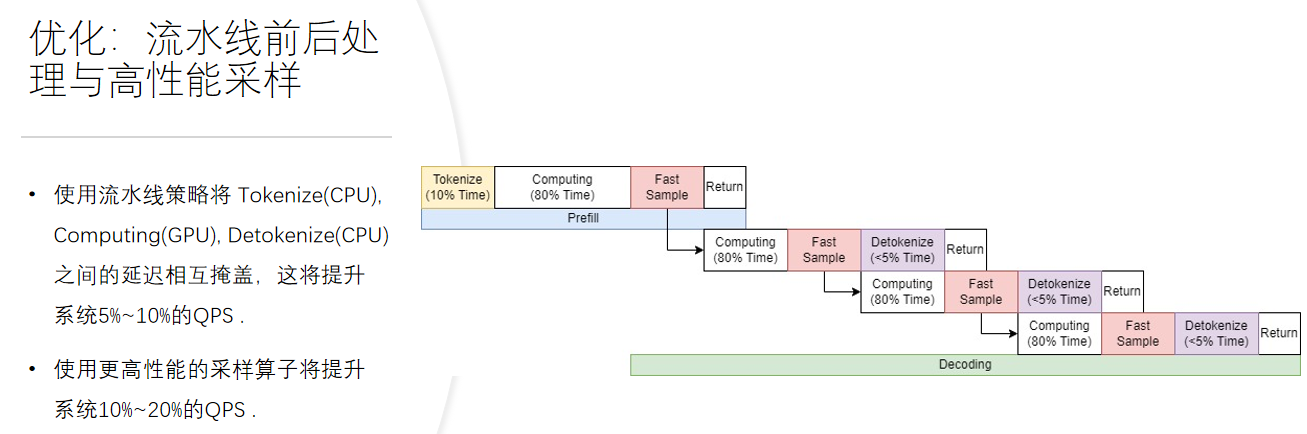 优化：流水线前后处
理与高性能采样
• 使用流水线策略将 Tokenize(CPU),
Computing(GPU), Detokenize(CPU)
之间的延迟相互掩盖，这将提升
系统5%~10%的QPS .
• 使用更高性能的采样算子将提升
系统10%~20%的QPS .
Tokenize
(10% Time)
Computing
(80% Time)
Fast
Sample
Return
Prefill
Computing
(80% Time)
Fast
Sample
Detokenize
(<5% Time)
Return
Computing
(80% Time)
Fast
Sample
Detokenize
(<5% Time)
Return
Computing
(80% Time)
Fast
Sample
Detokenize
(<5% Time)
Return
Decoding